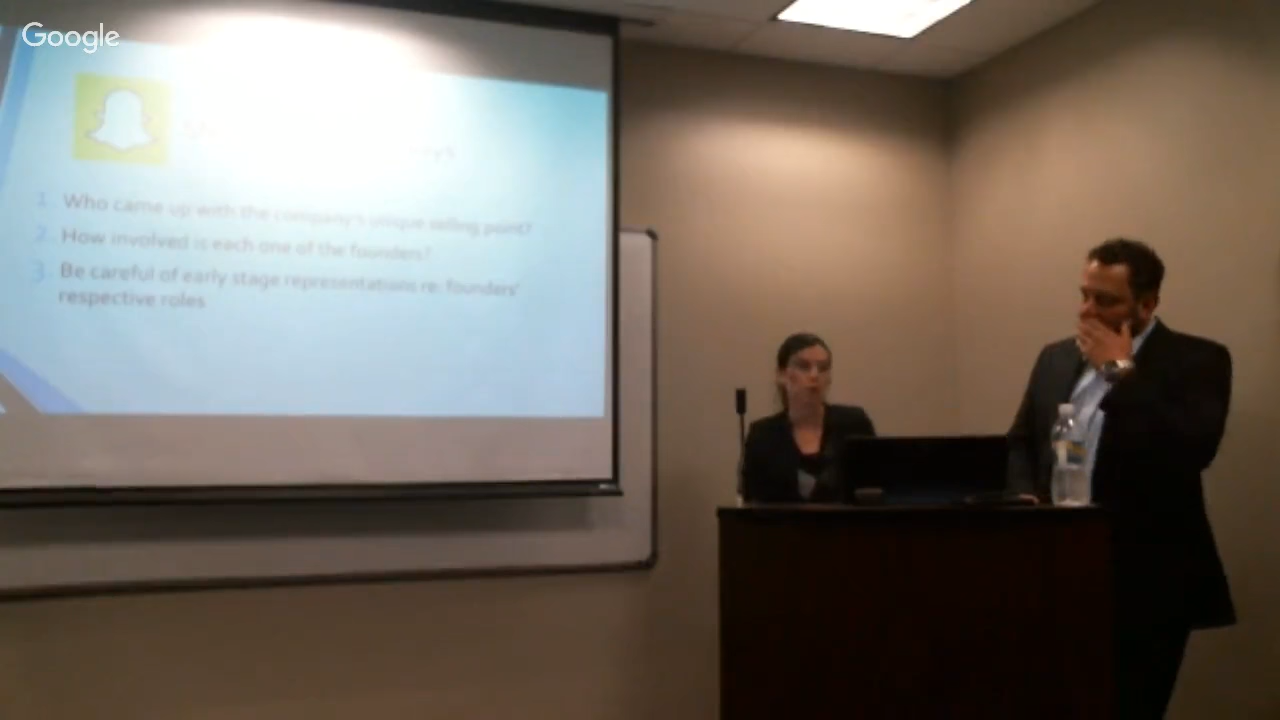 Google
1. Who came up with the company's unique selling point?
2. How involved is each one of the founders?
3. Be careful of early stage representations re: founders'
respective roles